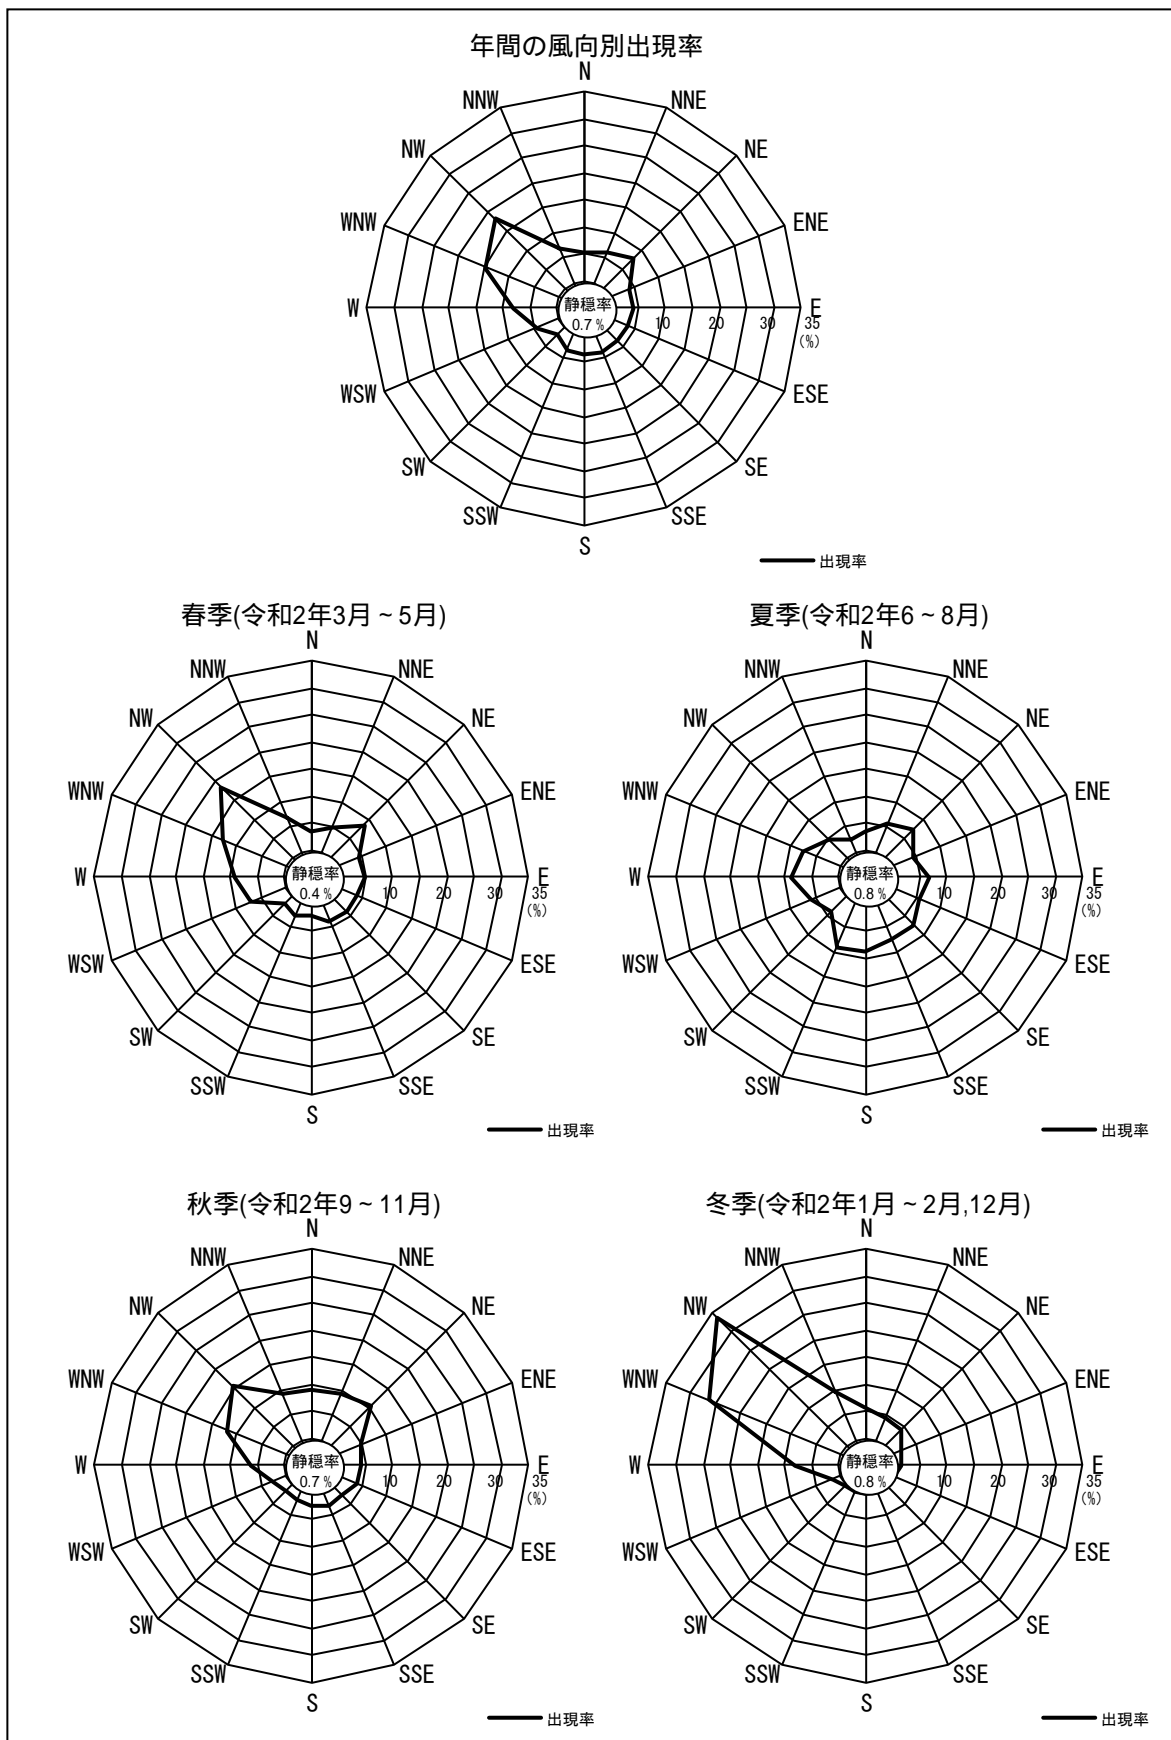 年間の風向別出現率
N
NNW
NNE
NW
NE
WNW
ENE
W
静穏率
E
0.7 %
10
20
30
35
(%)
WSW
ESE
SW
SE
SSW
SSE
S
出現率
春季(令和2年3月~5月)
N
NNW
NNE
NW
NE
WNW
ENE
W
静穏率
E
0.4 %
10
20
30
35
(%)
WSW
ESE
SW
SE
SSW
SSE
S
出現率
夏季(令和2年6~8月)
N
NNW
NNE
NW
NE
WNW
ENE
W
静穏率
E
0.8 %
10
20
30
35
(%)
WSW
ESE
SW
SE
SSW
SSE
S
出現率
秋季(令和2年9~11月)
N
NNW
NNE
NW
NE
WNW
ENE
W
静穏率
E
0.7 %
10
20
30
35
(%)
WSW
ESE
SW
SE
SSW
SSE
S
出現率
冬季(令和2年1月~2月,12月)
N
NNW
NNE
NW
NE
WNW
ENE
W
静穏率
E
0.8 %
10
20
30
35
(%)
WSW
ESE
SW
SE
SSW
SSE
S
出現率